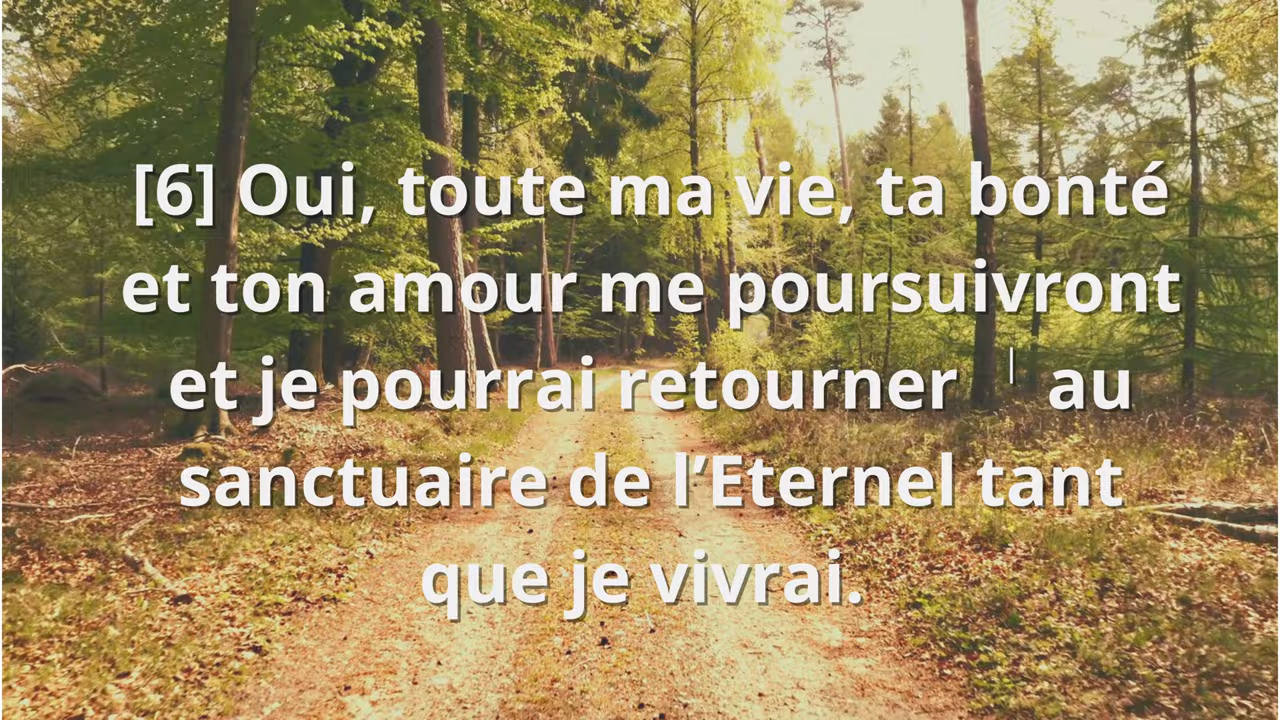 [6] Oui, toute ma vie, ta bonté
et ton amour me poursuivront
et je pourrai retourner ╵ au
sanctuaire de l’Eternel tant
que je vivrai.